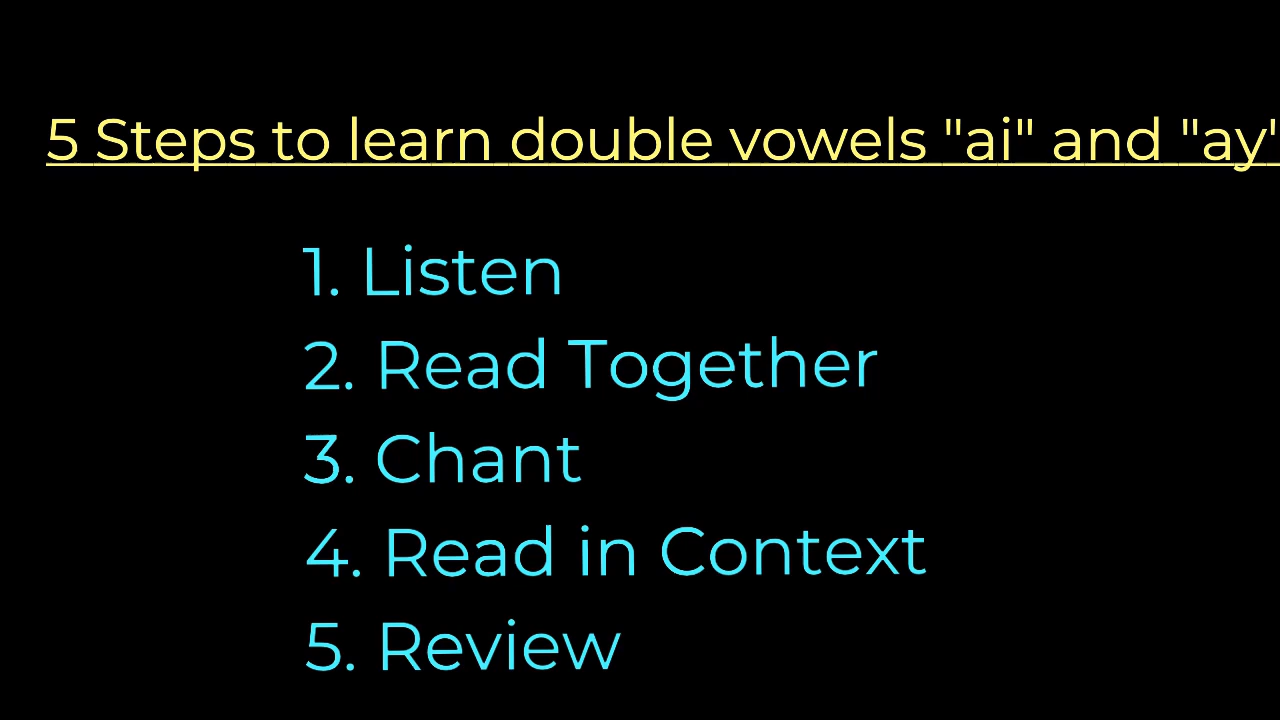 5 Steps to learn double vowels "ai" and "ay"
1. Listen
2. Read Together
3. Chant
4. Read in Context
5. Review